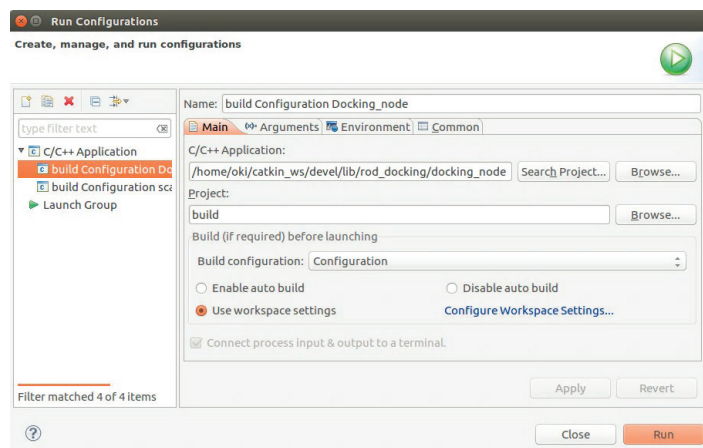 Run Configurations
Create, manage, and run configurations
type filter text
C/C++ Application
build Configuration Do
build Configuration sca
Launch Group
Filter matched 4 of 4 items
Name: build Configuration Docking_node
Main (x)= Arguments Environment Common
C/C++ Application:
/home/oki/catkin_ws/devel/lib/rod_docking/docking_node Search Project... Browse...
Project:
build
Browse...
Build (if required) before launching
Build configuration: Configuration
Enable auto build Disable auto build
Use workspace settings Configure Workspace Settings...
Connect process input & output to a terminal.
Apply Revert
? Close Run